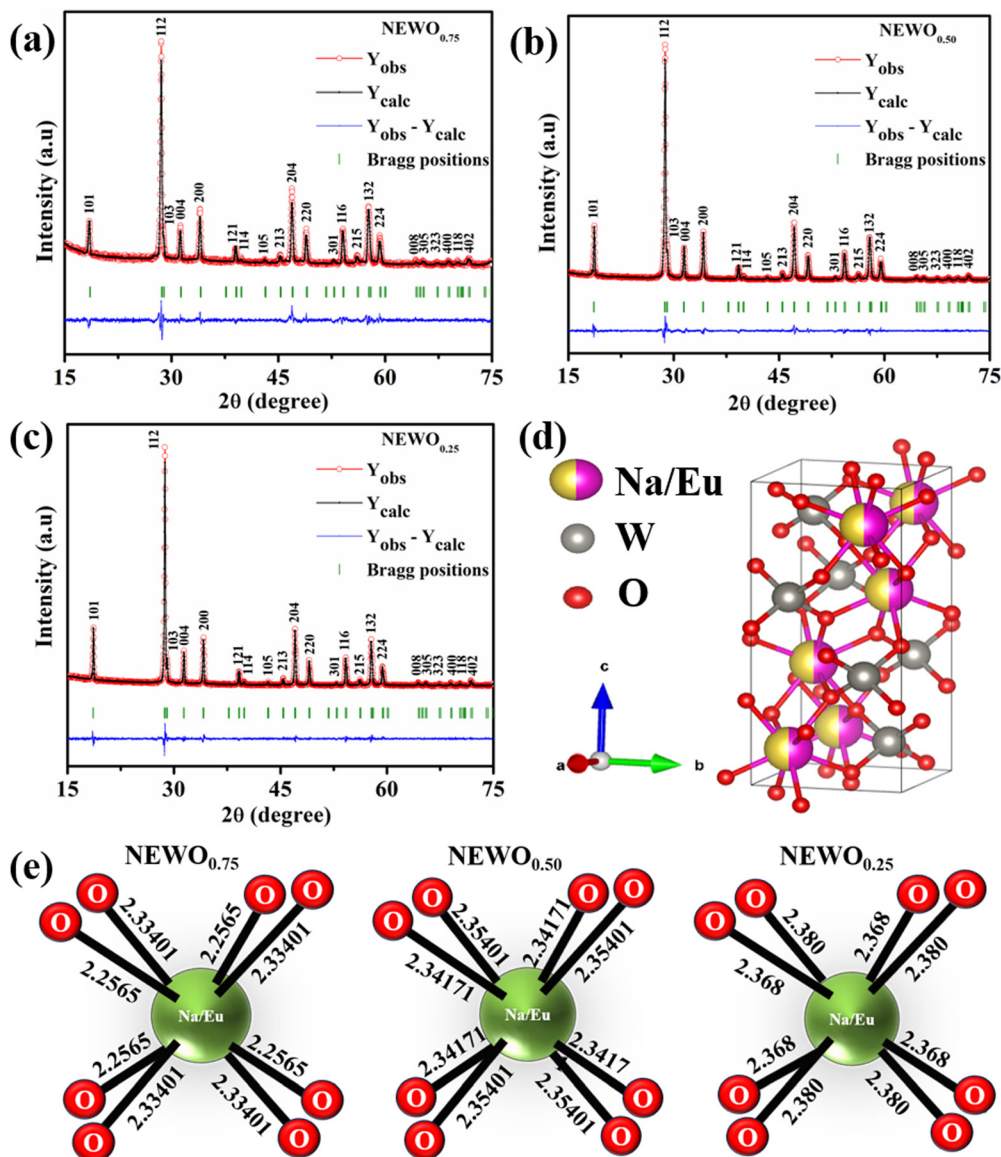 (a)
NEWO0.75
Yobs
Ycalc
Yobs - Ycalc
Bragg positions
Intensity (a.u)
101
112
103
004
200
121
114
105
213
204
220
301
116
215
132
224
008
305
323
400
118
402
15 30 45 60 75
2θ (degree)
(b)
NEWO0.50
Yobs
Ycalc
Yobs - Ycalc
Bragg positions
Intensity (a.u)
101
112
103
004
200
121
114
105
213
204
220
301
116
215
132
224
008
305
323
400
118
402
15 30 45 60 75
2θ (degree)
(c)
NEWO0.25
Yobs
Ycalc
Yobs - Ycalc
Bragg positions
Intensity (a.u)
101
112
103
004
200
121
114
105
213
204
220
301
116
215
132
224
008
305
323
400
118
402
15 30 45 60 75
2θ (degree)
(d)
Na/Eu
W
O
c
a
b
(e)
NEWO0.75
O O O O
2.2565
2.33401
2.2565
2.33401
Na/Eu
2.2565
2.33401
2.33401
2.2565
O O O O
NEWO0.50
O O O O
2.34171
2.35401
2.34171
2.35401
Na/Eu
2.34171
2.35401
2.35401
2.3417
O O O O
NEWO0.25
O O O O
2.368
2.380
2.368
2.380
Na/Eu
2.368
2.380
2.380
2.368
O O O O